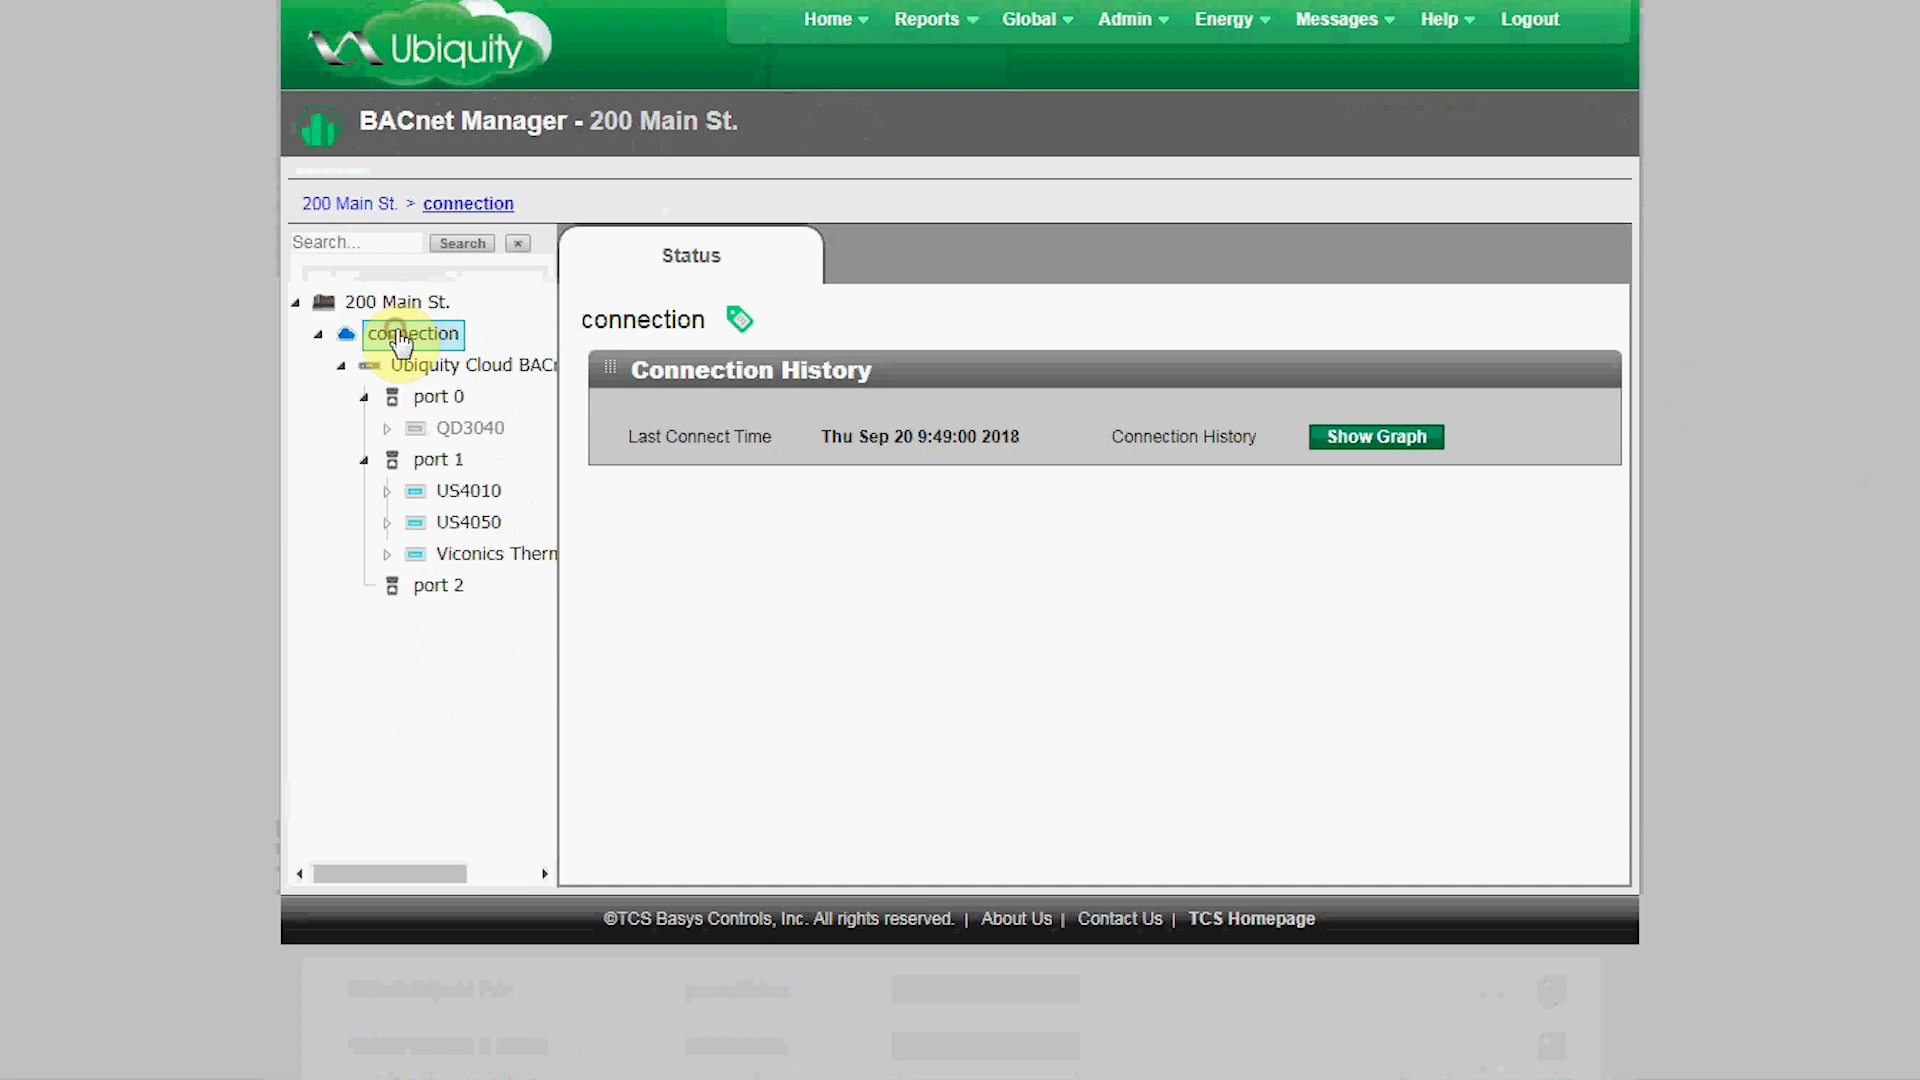 Ubiquity
Home Reports Global Admin Energy Messages Help Logout
BACnet Manager - 200 Main St.
200 Main St. > connection
Search... Search
Status
200 Main St.
connection
Ubiquity Cloud BAC
port 0
QD3040
port 1
US4010
US4050
Viconics Therm
port 2
connection
Connection History
Last Connect Time Thu Sep 20 9:49:00 2018 Connection History Show Graph
©TCS Basys Controls, Inc. All rights reserved. | About Us | Contact Us | TCS Homepage